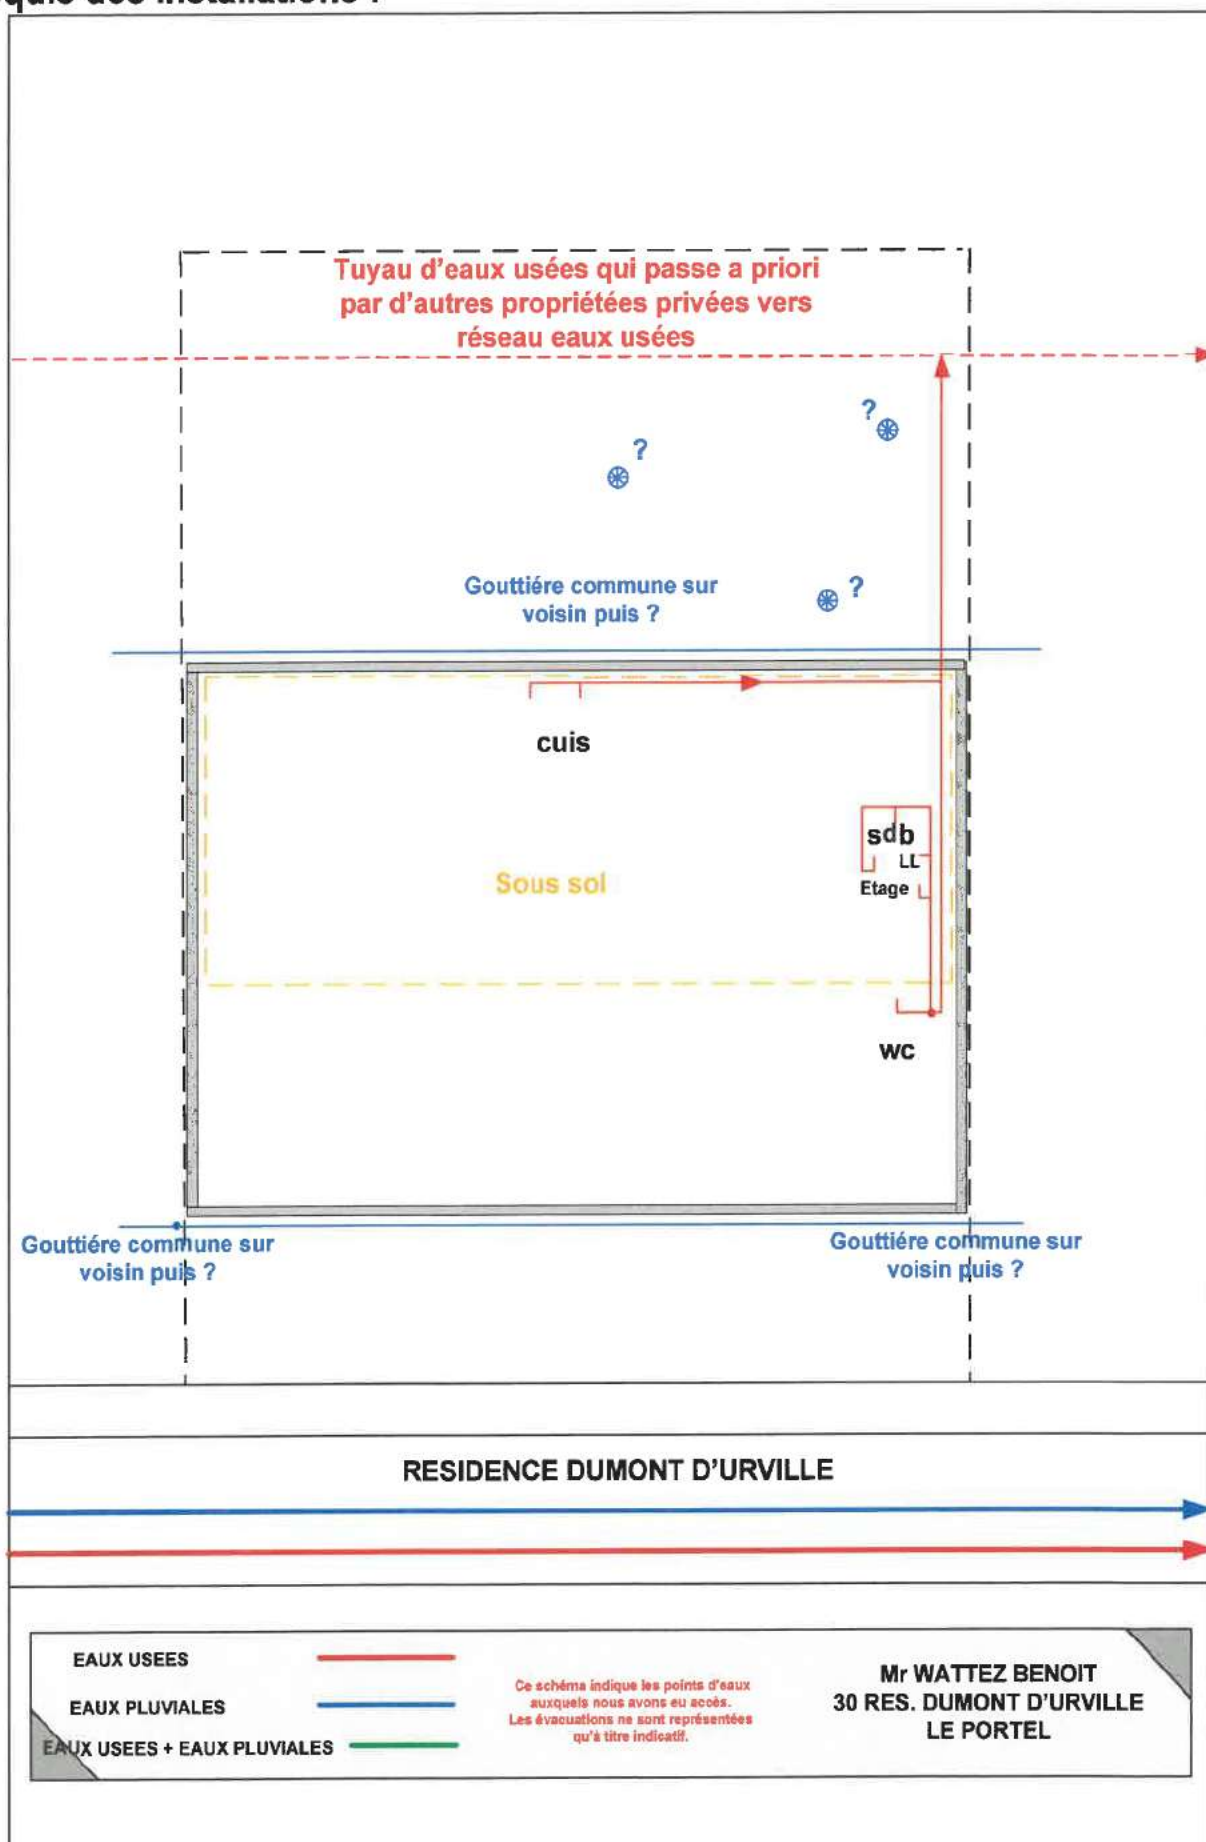 quis des installations :
Tuyau d'eaux usées qui passe a priori
par d'autres propriétées privées vers
réseau eaux usées
?
?
Gouttiére commune sur
voisin puis ?
?
cuis
sdb
LL
Etage
Sous sol
wc
Gouttiére commune sur
voisin puis ?
Gouttiére commune sur
voisin puis ?
RESIDENCE DUMONT D'URVILLE
EAUX USEES
EAUX PLUVIALES
EAUX USEES + EAUX PLUVIALES
Ce schéma indique les points d'eaux
auxquels nous avons eu accès.
Les évacuations ne sont représentées
qu'à titre indicatif.
Mr WATTEZ BENOIT
30 RES. DUMONT D'URVILLE
LE PORTEL